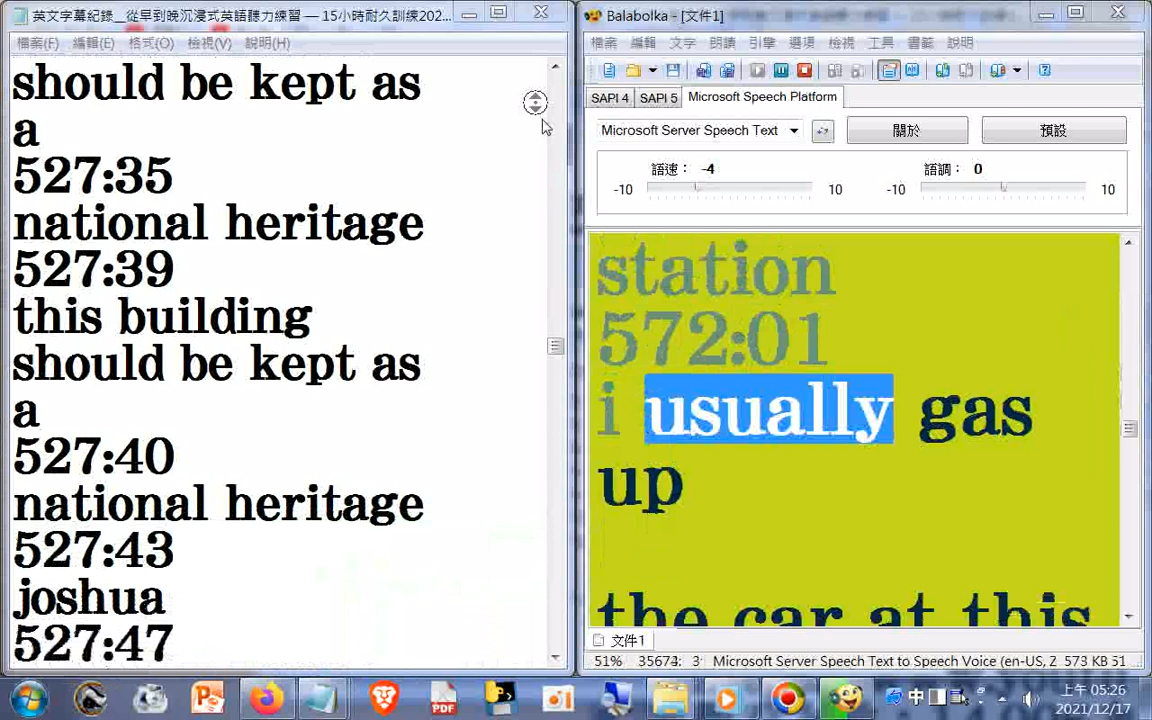 英文字幕紀錄__從早到晚沉浸式英語聽力練習 — 15小時耐久訓練202...
檔案(F) 編輯(E) 格式(O) 檢視(V) 說明(H)
should be kept as
a
527:35
national heritage
527:39
this building
should be kept as
a
527:40
national heritage
527:43
joshua
527:47
Balabolka - [文件1]
檔案 編輯 文字 朗讀 引擎 選項 檢視 工具 書籤 說明
SAPI 4 SAPI 5 Microsoft Speech Platform
Microsoft Server Speech Text 關於 預設
語速： -4 語調： 0
-10 10 -10 10
station
572:01
i usually gas
up
the car at this
文件1
51% Microsoft Server Speech Text to Speech Voice (en-US, 2 573 KB 51
中 上午 05:26
2021/12/17